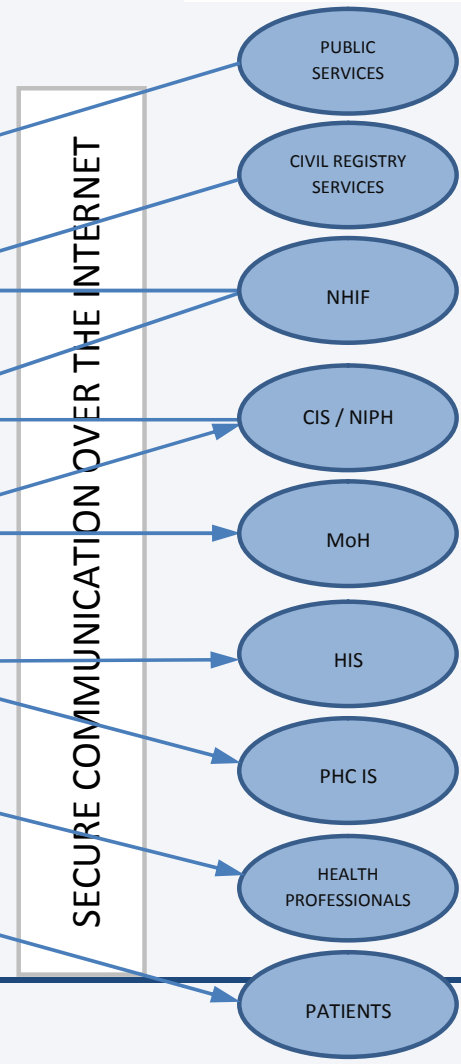 SECURE COMMUNICATION OVER THE INTERNET
PUBLIC
SERVICES
CIVIL REGISTRY
SERVICES
NHIF
CIS / NIPH
MoH
HIS
PHC IS
HEALTH
PROFESSIONALS
PATIENTS